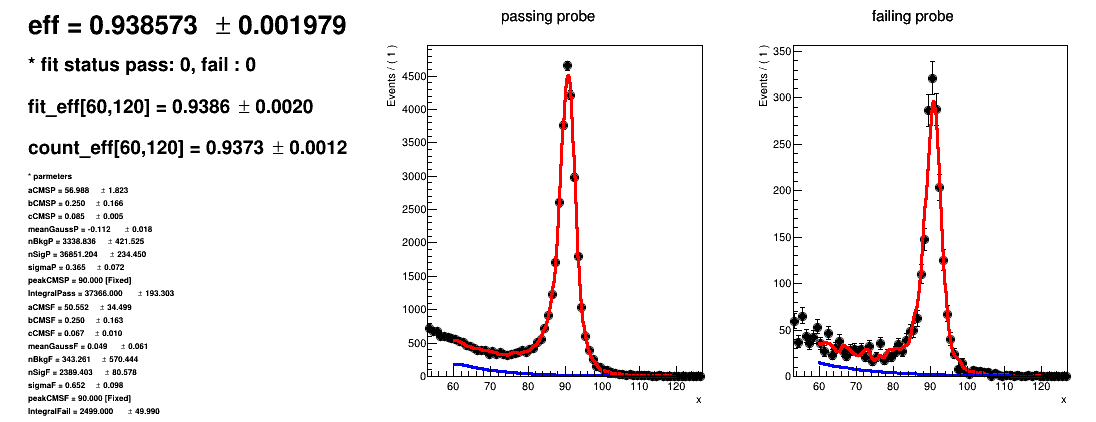 eff = 0.938573 ± 0.001979
* fit status pass: 0, fail : 0
fit_eff[60,120] = 0.9386 ± 0.0020
count_eff[60,120] = 0.9373 ± 0.0012
* parmeters
aCMSP = 56.988 ± 1.823
bCMSP = 0.250 ± 0.166
cCMSP = 0.085 ± 0.005
meanGaussP = -0.112 ± 0.018
nBkgP = 3338.836 ± 421.525
nSigP = 36851.204 ± 234.450
sigmaP = 0.365 ± 0.072
peakCMSP = 90.000 [Fixed]
IntegralPass = 37366.000 ± 193.303
aCMSF = 50.552 ± 34.499
bCMSF = 0.250 ± 0.163
cCMSF = 0.067 ± 0.010
meanGaussF = 0.049 ± 0.061
nBkgF = 343.261 ± 570.444
nSigF = 2389.403 ± 80.578
sigmaF = 0.652 ± 0.098
peakCMSF = 90.000 [Fixed]
IntegralFail = 2499.000 ± 49.990
passing probe
Events / ( 1 )
4500
4000
3500
3000
2500
2000
1500
1000
500
0
60 70 80 90 100 110 120
x
failing probe
Events / ( 1 )
350
300
250
200
150
100
50
0
60 70 80 90 100 110 120
x